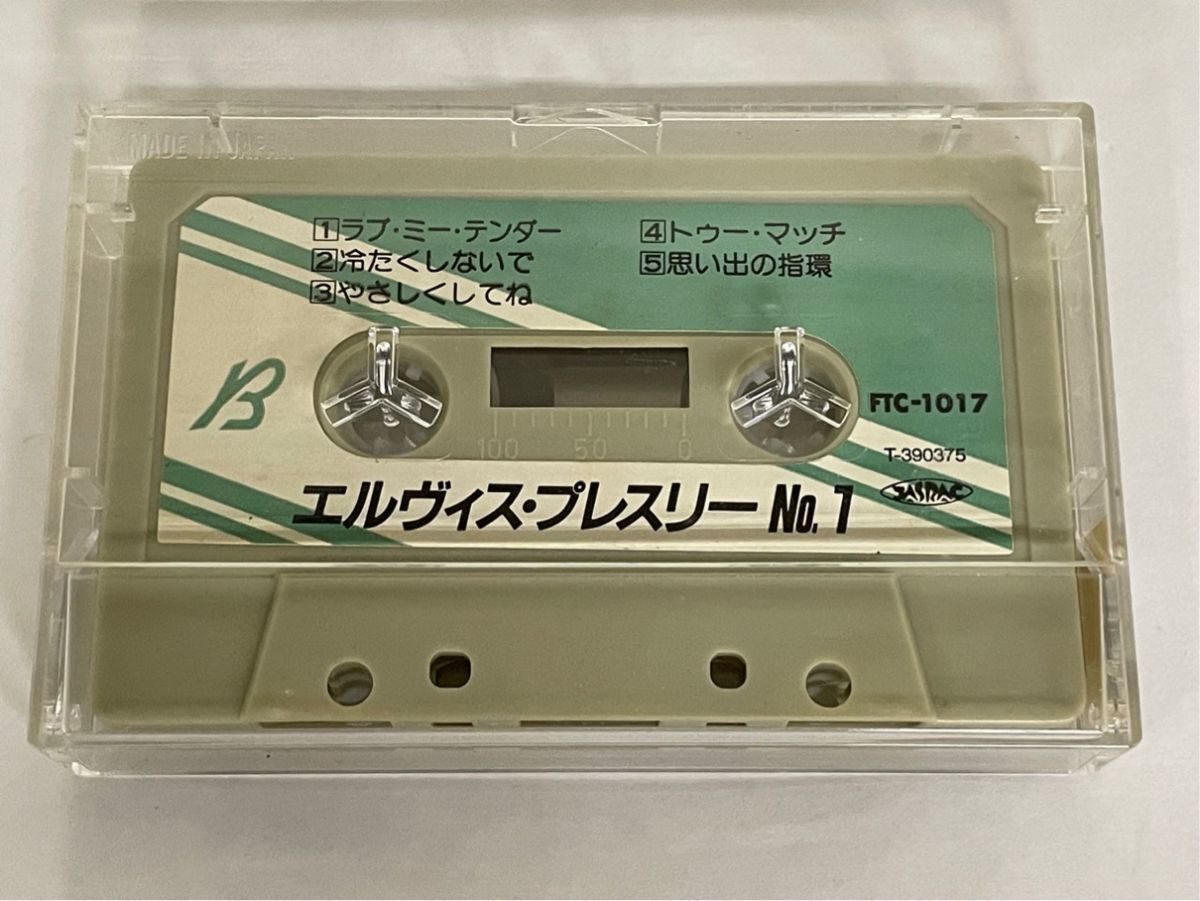 MADE IN JAPAN
1ラブ・ミー・テンダー
2冷たくしないで
3やさしくしてね
4トゥー・マッチ
5思い出の指環
B
100 50 0
FTC-1017
T-390375
JASRAC
エルヴィス・プレスリー No.1